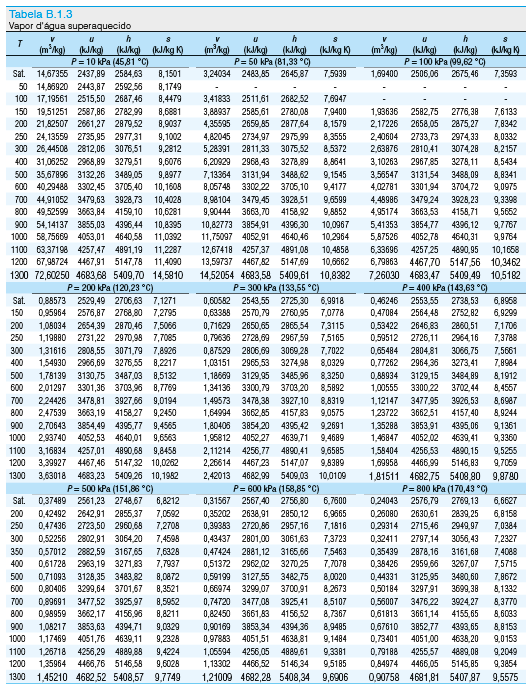 Tabela B.1.3
Vapor d'água superaquecido
T v u h s v u h s v u h s
(m³/kg) (kJ/kg) (kJ/kg) (kJ/kg K) (m³/kg) (kJ/kg) (kJ/kg) (kJ/kg K) (m³/kg) (kJ/kg) (kJ/kg) (kJ/kg K)
P = 10 kPa (45,81 °C) P = 50 kPa (81,33 °C) P = 100 kPa (99,62 °C)
Sat. 14,67355 2437,89 2584,63 8,1501 3,24034 2483,85 2645,87 7,5939 1,69400 2506,06 2675,46 7,3593
50 14,86920 2443,87 2592,56 8,1749 - - - - - - - -
100 17,19561 2515,50 2687,46 8,4479 3,41833 2511,61 2682,52 7,6947 - - - -
150 19,51251 2587,86 2782,99 8,6881 3,88937 2585,61 2780,08 7,9400 1,93636 2582,75 2776,38 7,6133
200 21,82507 2661,27 2879,52 8,9037 4,35595 2659,85 2877,64 8,1579 2,17226 2658,05 2875,27 7,8342
250 24,13559 2735,95 2977,31 9,1002 4,82045 2734,97 2975,99 8,3555 2,40604 2733,73 2974,33 8,0332
300 26,44508 2812,06 3076,51 9,2812 5,28391 2811,33 3075,52 8,5372 2,63876 2810,41 3074,28 8,2157
400 31,06252 2968,89 3279,51 9,6076 6,20929 2968,43 3278,89 8,8641 3,10263 2967,85 3278,11 8,5434
500 35,67896 3132,26 3489,05 9,8977 7,13364 3131,94 3488,62 9,1545 3,56547 3131,54 3488,09 8,8341
600 40,29488 3302,45 3705,40 10,1608 8,05748 3302,22 3705,10 9,4177 4,02781 3301,94 3704,72 9,0975
700 44,91052 3479,63 3928,73 10,4028 8,98104 3479,45 3928,51 9,6599 4,48986 3479,24 3928,23 9,3398
800 49,52599 3663,84 4159,10 10,6281 9,90444 3663,70 4158,92 9,8852 4,95174 3663,53 4158,71 9,5652
900 54,14137 3855,03 4396,44 10,8395 10,82773 3854,91 4396,30 10,0967 5,41353 3854,77 4396,12 9,7767
1000 58,75669 4053,01 4640,58 11,0392 11,75097 4052,91 4640,46 10,2964 5,87526 4052,78 4640,31 9,9764
1100 63,37198 4257,47 4891,19 11,2287 12,67418 4257,37 4891,08 10,4858 6,33696 4257,25 4890,95 10,1658
1200 67,98724 4467,91 5147,78 11,4090 13,59737 4467,82 5147,69 10,6662 6,79863 4467,70 5147,56 10,3462
1300 72,60250 4683,68 5409,70 14,5810 14,52054 4683,58 5409,61 10,8382 7,26030 4683,47 5409,49 10,5182
P = 200 kPa (120,23 °C) P = 300 kPa (133,55 °C) P = 400 kPa (143,63 °C)
Sat. 0,88573 2529,49 2706,63 7,1271 0,60582 2543,55 2725,30 6,9918 0,46246 2553,55 2738,53 6,8958
150 0,95964 2576,87 2768,80 7,2795 0,63388 2570,79 2760,95 7,0778 0,47084 2564,48 2752,82 6,9299
200 1,08034 2654,39 2870,46 7,5066 0,71629 2650,65 2865,54 7,3115 0,53422 2646,83 2860,51 7,1706
250 1,19880 2731,22 2970,98 7,7085 0,79636 2728,69 2967,59 7,5165 0,59512 2726,11 2964,16 7,3788
300 1,31616 2808,55 3071,79 7,8926 0,87529 2806,69 3069,28 7,7022 0,65484 2804,81 3066,75 7,5661
400 1,54930 2966,69 3276,55 8,2217 1,03151 2965,53 3274,98 8,0329 0,77262 2964,36 3273,41 7,8984
500 1,78139 3130,75 3487,03 8,5132 1,18669 3129,95 3485,96 8,3250 0,88934 3129,15 3484,89 8,1912
600 2,01297 3301,36 3703,96 8,7769 1,34136 3300,79 3703,20 8,5892 1,00555 3300,22 3702,44 8,4557
700 2,24426 3478,81 3927,66 9,0194 1,49573 3478,38 3927,10 8,8319 1,12147 3477,95 3926,53 8,6987
800 2,47539 3663,19 4158,27 9,2450 1,64994 3662,85 4157,83 9,0575 1,23722 3662,51 4157,40 8,9244
900 2,70643 3854,49 4395,77 9,4565 1,80406 3854,20 4395,42 9,2691 1,35288 3853,91 4395,06 9,1361
1000 2,93740 4052,53 4640,01 9,6563 1,95812 4052,27 4639,71 9,4689 1,46847 4052,02 4639,41 9,3360
1100 3,16834 4257,01 4890,68 9,8458 2,11214 4256,77 4890,41 9,6585 1,58404 4256,53 4890,15 9,5255
1200 3,39927 4467,46 5147,32 10,0262 2,26614 4467,23 5147,07 9,8389 1,69958 4466,99 5146,83 9,7059
1300 3,63018 4683,23 5409,26 10,1982 2,42013 4682,99 5409,03 10,0109 1,81511 4682,75 5408,80 9,8780
P = 500 kPa (151,86 °C) P = 600 kPa (158,85 °C) P = 800 kPa (170,43 °C)
Sat. 0,37489 2561,23 2748,67 6,8212 0,31567 2567,40 2756,80 6,7600 0,24043 2576,79 2769,13 6,6627
200 0,42492 2642,91 2855,37 7,0592 0,35202 2638,91 2850,12 6,9665 0,26080 2630,61 2839,25 6,8158
250 0,47436 2723,50 2960,68 7,2708 0,39383 2720,86 2957,16 7,1816 0,29314 2715,46 2949,97 7,0384
300 0,52256 2802,91 3064,20 7,4598 0,43437 2801,00 3061,63 7,3723 0,32411 2797,14 3056,43 7,2327
350 0,57012 2882,59 3167,65 7,6328 0,47424 2881,12 3165,66 7,5463 0,35439 2878,16 3161,68 7,4088
400 0,61728 2963,19 3271,83 7,7937 0,51372 2962,02 3270,25 7,7078 0,38426 2959,66 3267,07 7,5715
500 0,71093 3128,35 3483,82 8,0872 0,59199 3127,55 3482,75 8,0020 0,44331 3125,95 3480,60 7,8672
600 0,80406 3299,64 3701,67 8,3521 0,66974 3299,07 3700,91 8,2673 0,50184 3297,91 3699,38 8,1332
700 0,89691 3477,52 3925,97 8,5952 0,74720 3477,08 3925,41 8,5107 0,56007 3476,22 3924,27 8,3770
800 0,98959 3662,17 4156,96 8,8211 0,82450 3661,83 4156,52 8,7367 0,61813 3661,14 4155,65 8,6033
900 1,08217 3853,63 4394,71 9,0329 0,90169 3853,34 4394,36 8,9485 0,67610 3852,77 4393,65 8,8153
1000 1,17469 4051,76 4639,11 9,2328 0,97883 4051,51 4638,81 9,1484 0,73401 4051,00 4638,20 9,0153
1100 1,26718 4256,29 4889,88 9,4224 1,05594 4256,05 4889,61 9,3381 0,79188 4255,57 4889,08 9,2049
1200 1,35964 4466,76 5146,58 9,6028 1,13302 4466,52 5146,34 9,5185 0,84974 4466,05 5145,85 9,3854
1300 1,45210 4682,52 5408,57 9,7749 1,21009 4682,28 5408,34 9,6906 0,90758 4681,81 5407,87 9,5575